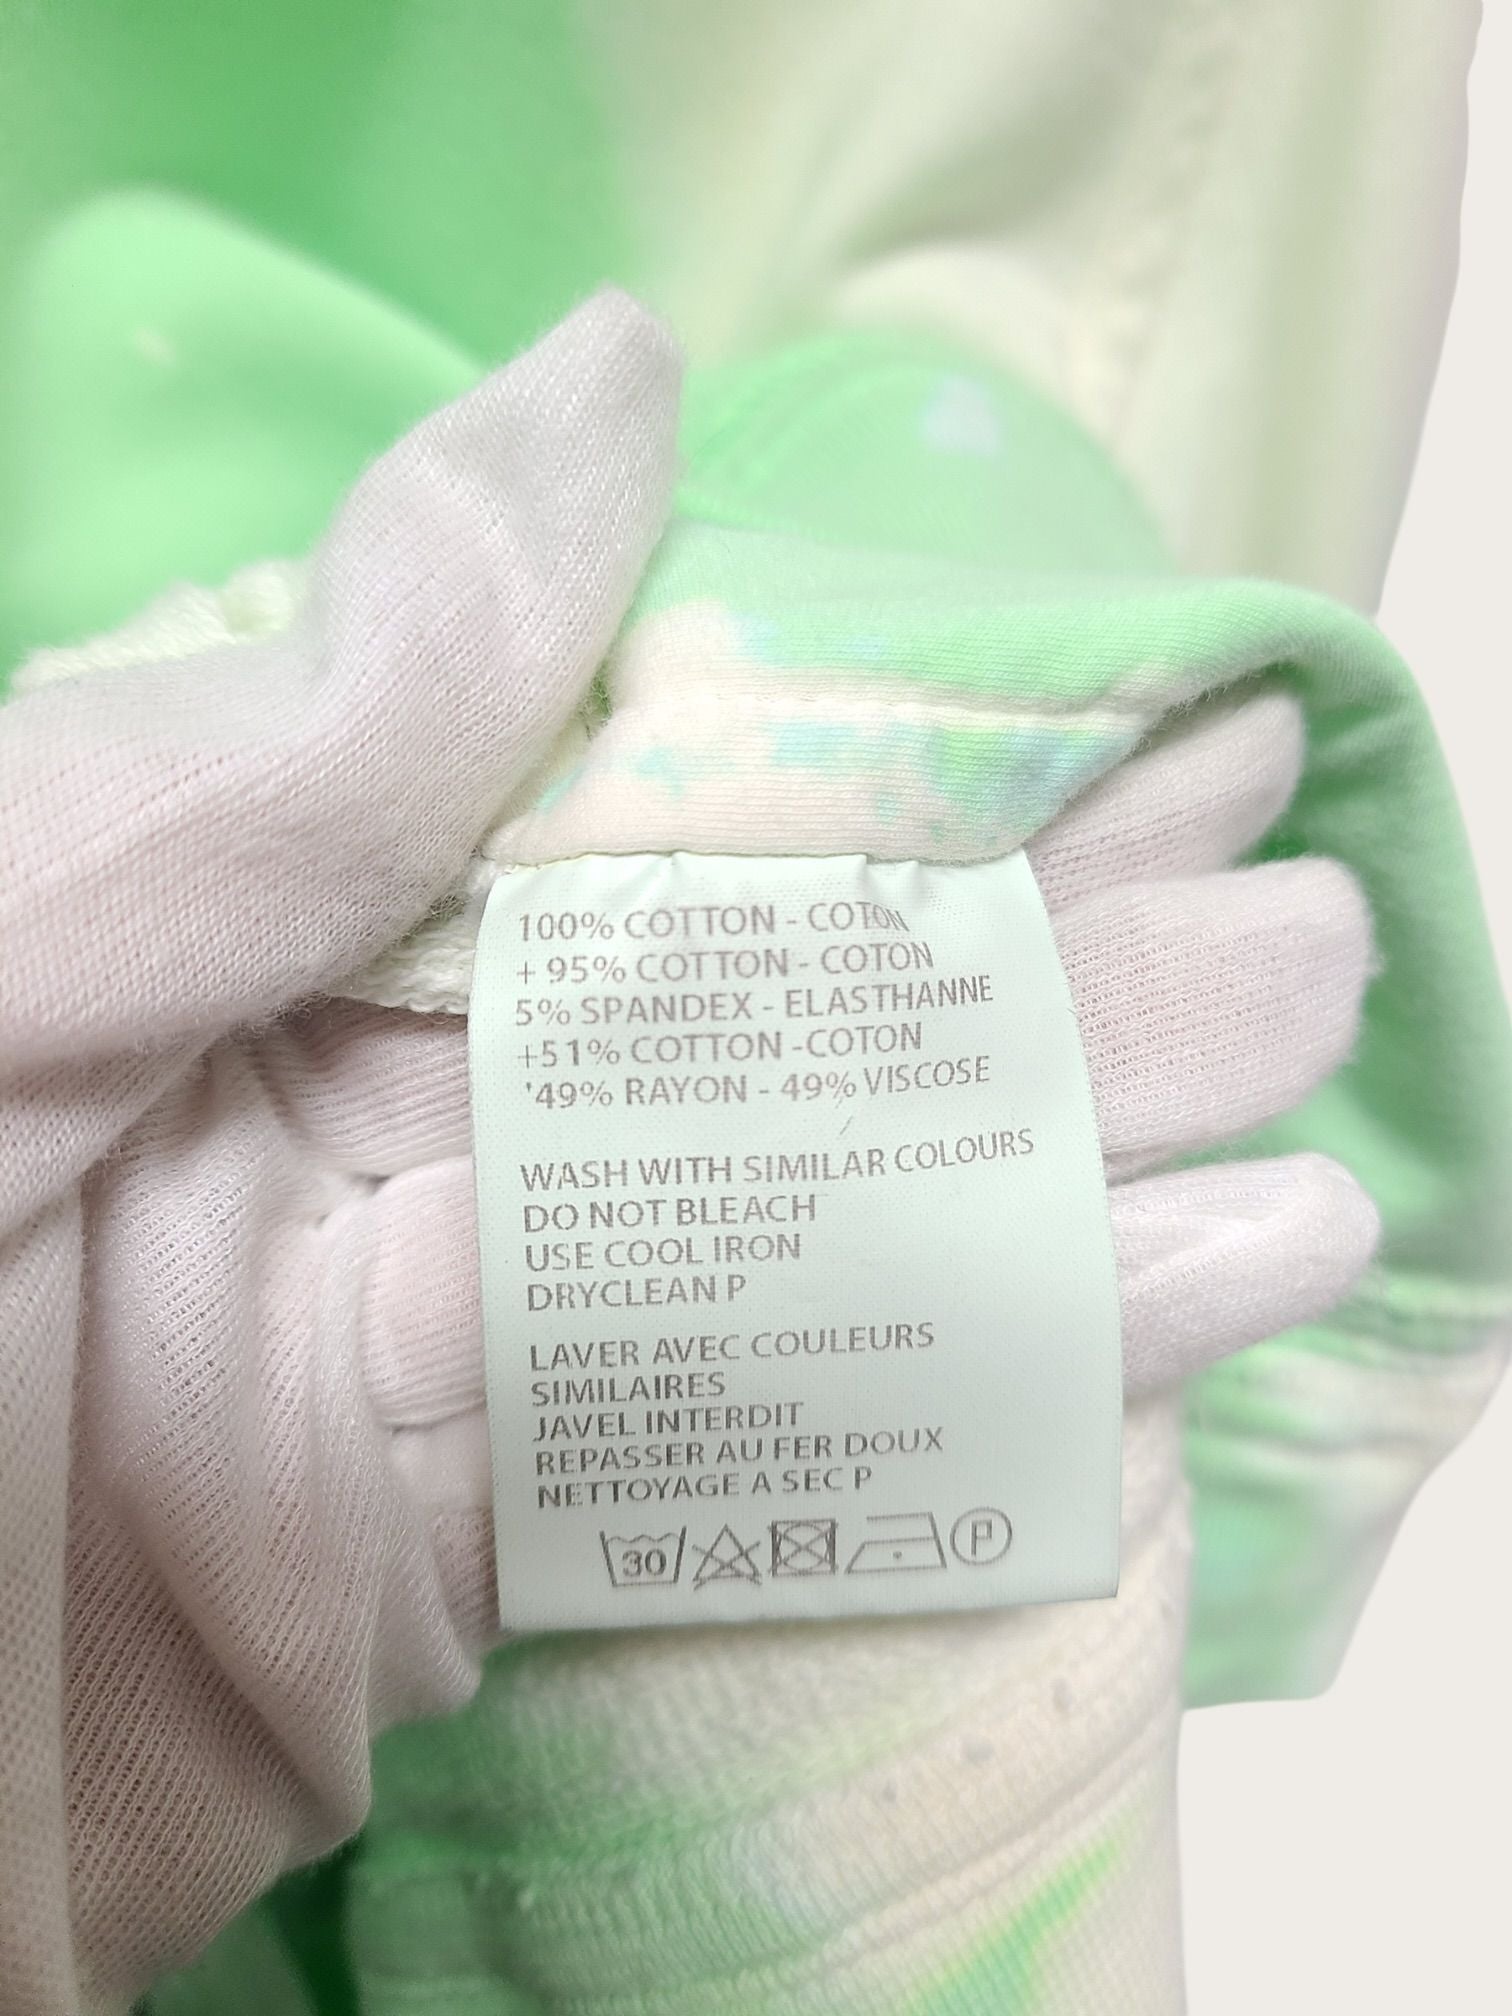 100% COTTON - COTON
+ 95% COTTON - COTON
5% SPANDEX - ELASTHANNE
+51% COTTON -COTON
'49% RAYON - 49% VISCOSE
WASH WITH SIMILAR COLOURS
DO NOT BLEACH
USE COOL IRON
DRYCLEAN P
LAVER AVEC COULEURS
SIMILAIRES
JAVEL INTERDIT
REPASSER AU FER DOUX
NETTOYAGE A SEC P
30 P